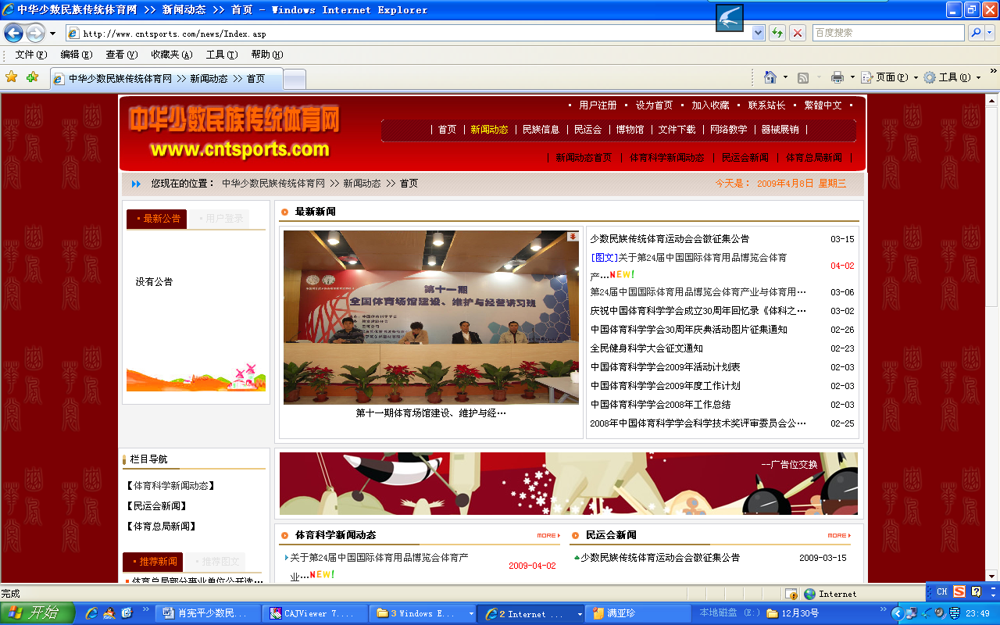 中华少数民族传统体育网 >> 新闻动态 >> 首页 - Windows Internet Explorer
http://www.cntsports.com/news/Index.asp
百度搜索
文件(F) 编辑(E) 查看(V) 收藏夹(A) 工具(T) 帮助(H)
中华少数民族传统体育网 >> 新闻动态 >> 首页
页面(P) 工具(O)
中华少数民族传统体育网
www.cntsports.com
用户注册 · 设为首页 · 加入收藏 · 联系站长 · 繁體中文
| 首页 | 新闻动态 | 民族信息 | 民运会 | 博物馆 | 文件下载 | 网络教学 | 器械展销 |
新闻动态首页 | 体育科学新闻动态 | 民运会新闻 | 体育总局新闻
您现在的位置： 中华少数民族传统体育网 >> 新闻动态 >> 首页
今天是： 2009年4月8日 星期三
· 最新公告 · 用户登录
没有公告
最新新闻
第十一期
全国体育场馆建设、维护与经营讲习班
第十一期体育场馆建设、维护与经…
少数民族传统体育运动会会徽征集公告 03-15
[图文]关于第24届中国国际体育用品博览会体育
产…NEW! 04-02
第24届中国国际体育用品博览会体育产业与体育用… 03-06
庆祝中国体育科学学会成立30周年回忆录《体科之… 03-02
中国体育科学学会30周年庆典活动图片征集通知 02-26
全民健身科学大会征文通知 02-23
中国体育科学学会2009年活动计划表 02-03
中国体育科学学会2009年度工作计划 02-03
中国体育科学学会2008年工作总结 02-03
2008年中国体育科学学会科学技术奖评审委员会公… 02-25
栏目导航
【体育科学新闻动态】
【民运会新闻】
【体育总局新闻】
--广告位交换
· 推荐新闻 · 推荐图文
体育总局部分事业单位公开选…
体育科学新闻动态 MORE
关于第24届中国国际体育用品博览会体育产
业…NEW! 2009-04-02
民运会新闻 MORE
少数民族传统体育运动会会徽征集公告 2009-03-15
完成
Internet
CH
开始
肖宪平少数民...
CAJViewer 7....
3 Windows E...
2 Internet ...
满亚珍
本地磁盘 (E:)
12月30号
23:49